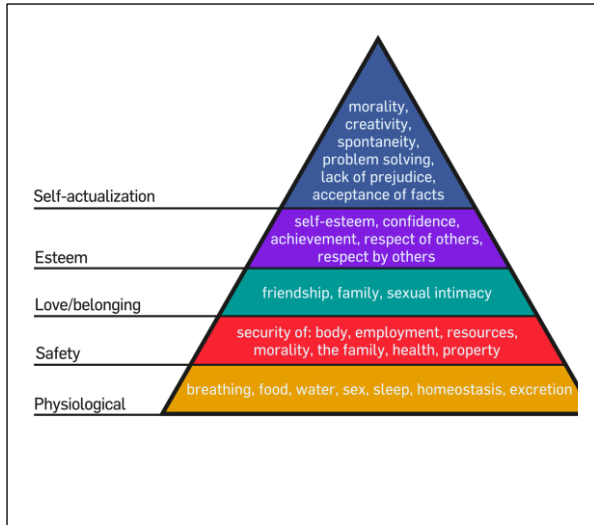 morality,
creativity,
spontaneity,
problem solving,
lack of prejudice,
acceptance of facts
Self-actualization
self-esteem, confidence,
achievement, respect of others,
respect by others
Esteem
friendship, family, sexual intimacy
Love/belonging
security of: body, employment, resources,
morality, the family, health, property
Safety
breathing, food, water, sex, sleep, homeostasis, excretion
Physiological